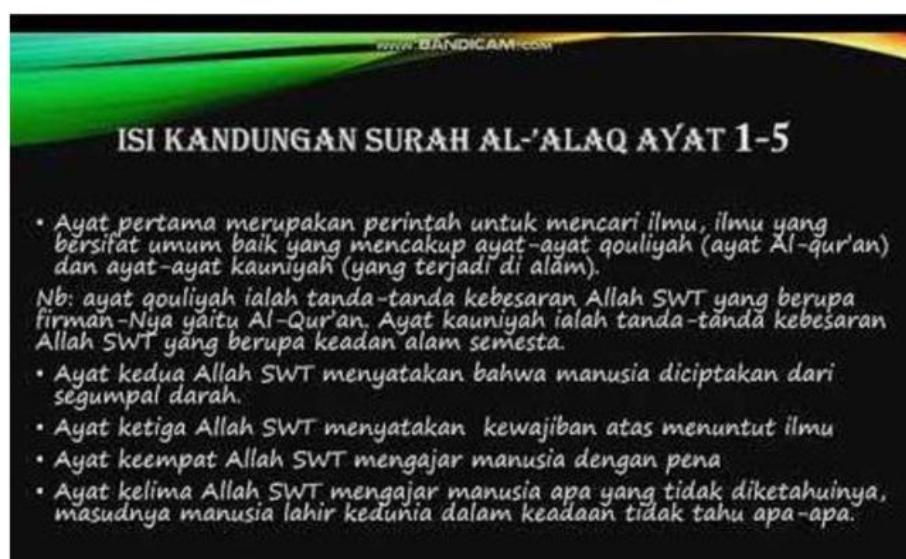 www.BANDICAM.com
ISI KANDUNGAN SURAH AL-'ALAQ AYAT 1-5
• Ayat pertama merupakan perintah untuk mencari ilmu, ilmu yang
bersifat umum baik yang mencakup ayat-ayat qouliyah (ayat Al-qur'an)
dan ayat-ayat kauniyah (yang terjadi di alam).
Nb: ayat qouliyah ialah tanda-tanda kebesaran Allah SWT yang berupa
firman-Nya yaitu Al-Qur'an. Ayat kauniyah ialah tanda-tanda kebesaran
Allah SWT yang berupa keadan alam semesta.
• Ayat kedua Allah SWT menyatakan bahwa manusia diciptakan dari
segumpal darah.
• Ayat ketiga Allah SWT menyatakan kewajiban atas menuntut ilmu
• Ayat keempat Allah SWT mengajar manusia dengan pena
• Ayat kelima Allah SWT mengajar manusia apa yang tidak diketahuinya,
masudnya manusia lahir kedunia dalam keadaan tidak tahu apa-apa.